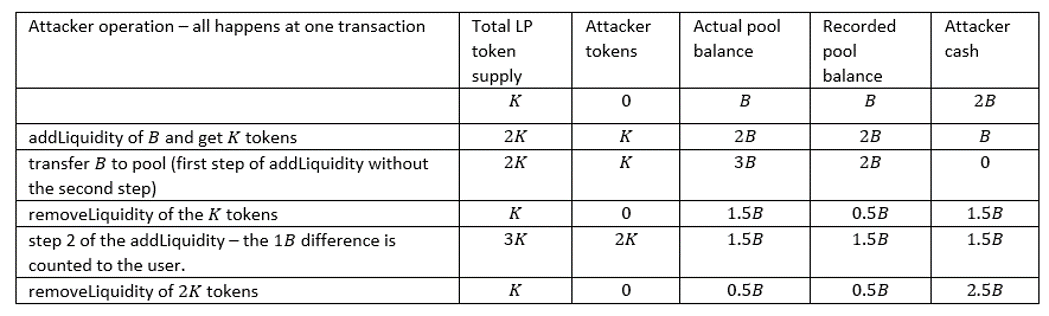 Attacker operation – all happens at one transaction
Total LP
token
supply
Attacker
tokens
Actual pool
balance
Recorded
pool
balance
Attacker
cash
K
0
B
B
2B
addLiquidity of B and get K tokens
2K
K
2B
2B
B
transfer B to pool (first step of addLiquidity without
the second step)
2K
K
3B
2B
0
removeLiquidity of the K tokens
K
0
1.5B
0.5B
1.5B
step 2 of the addLiquidity – the 1B difference is
counted to the user.
3K
2K
1.5B
1.5B
1.5B
removeLiquidity of 2K tokens
K
0
0.5B
0.5B
2.5B